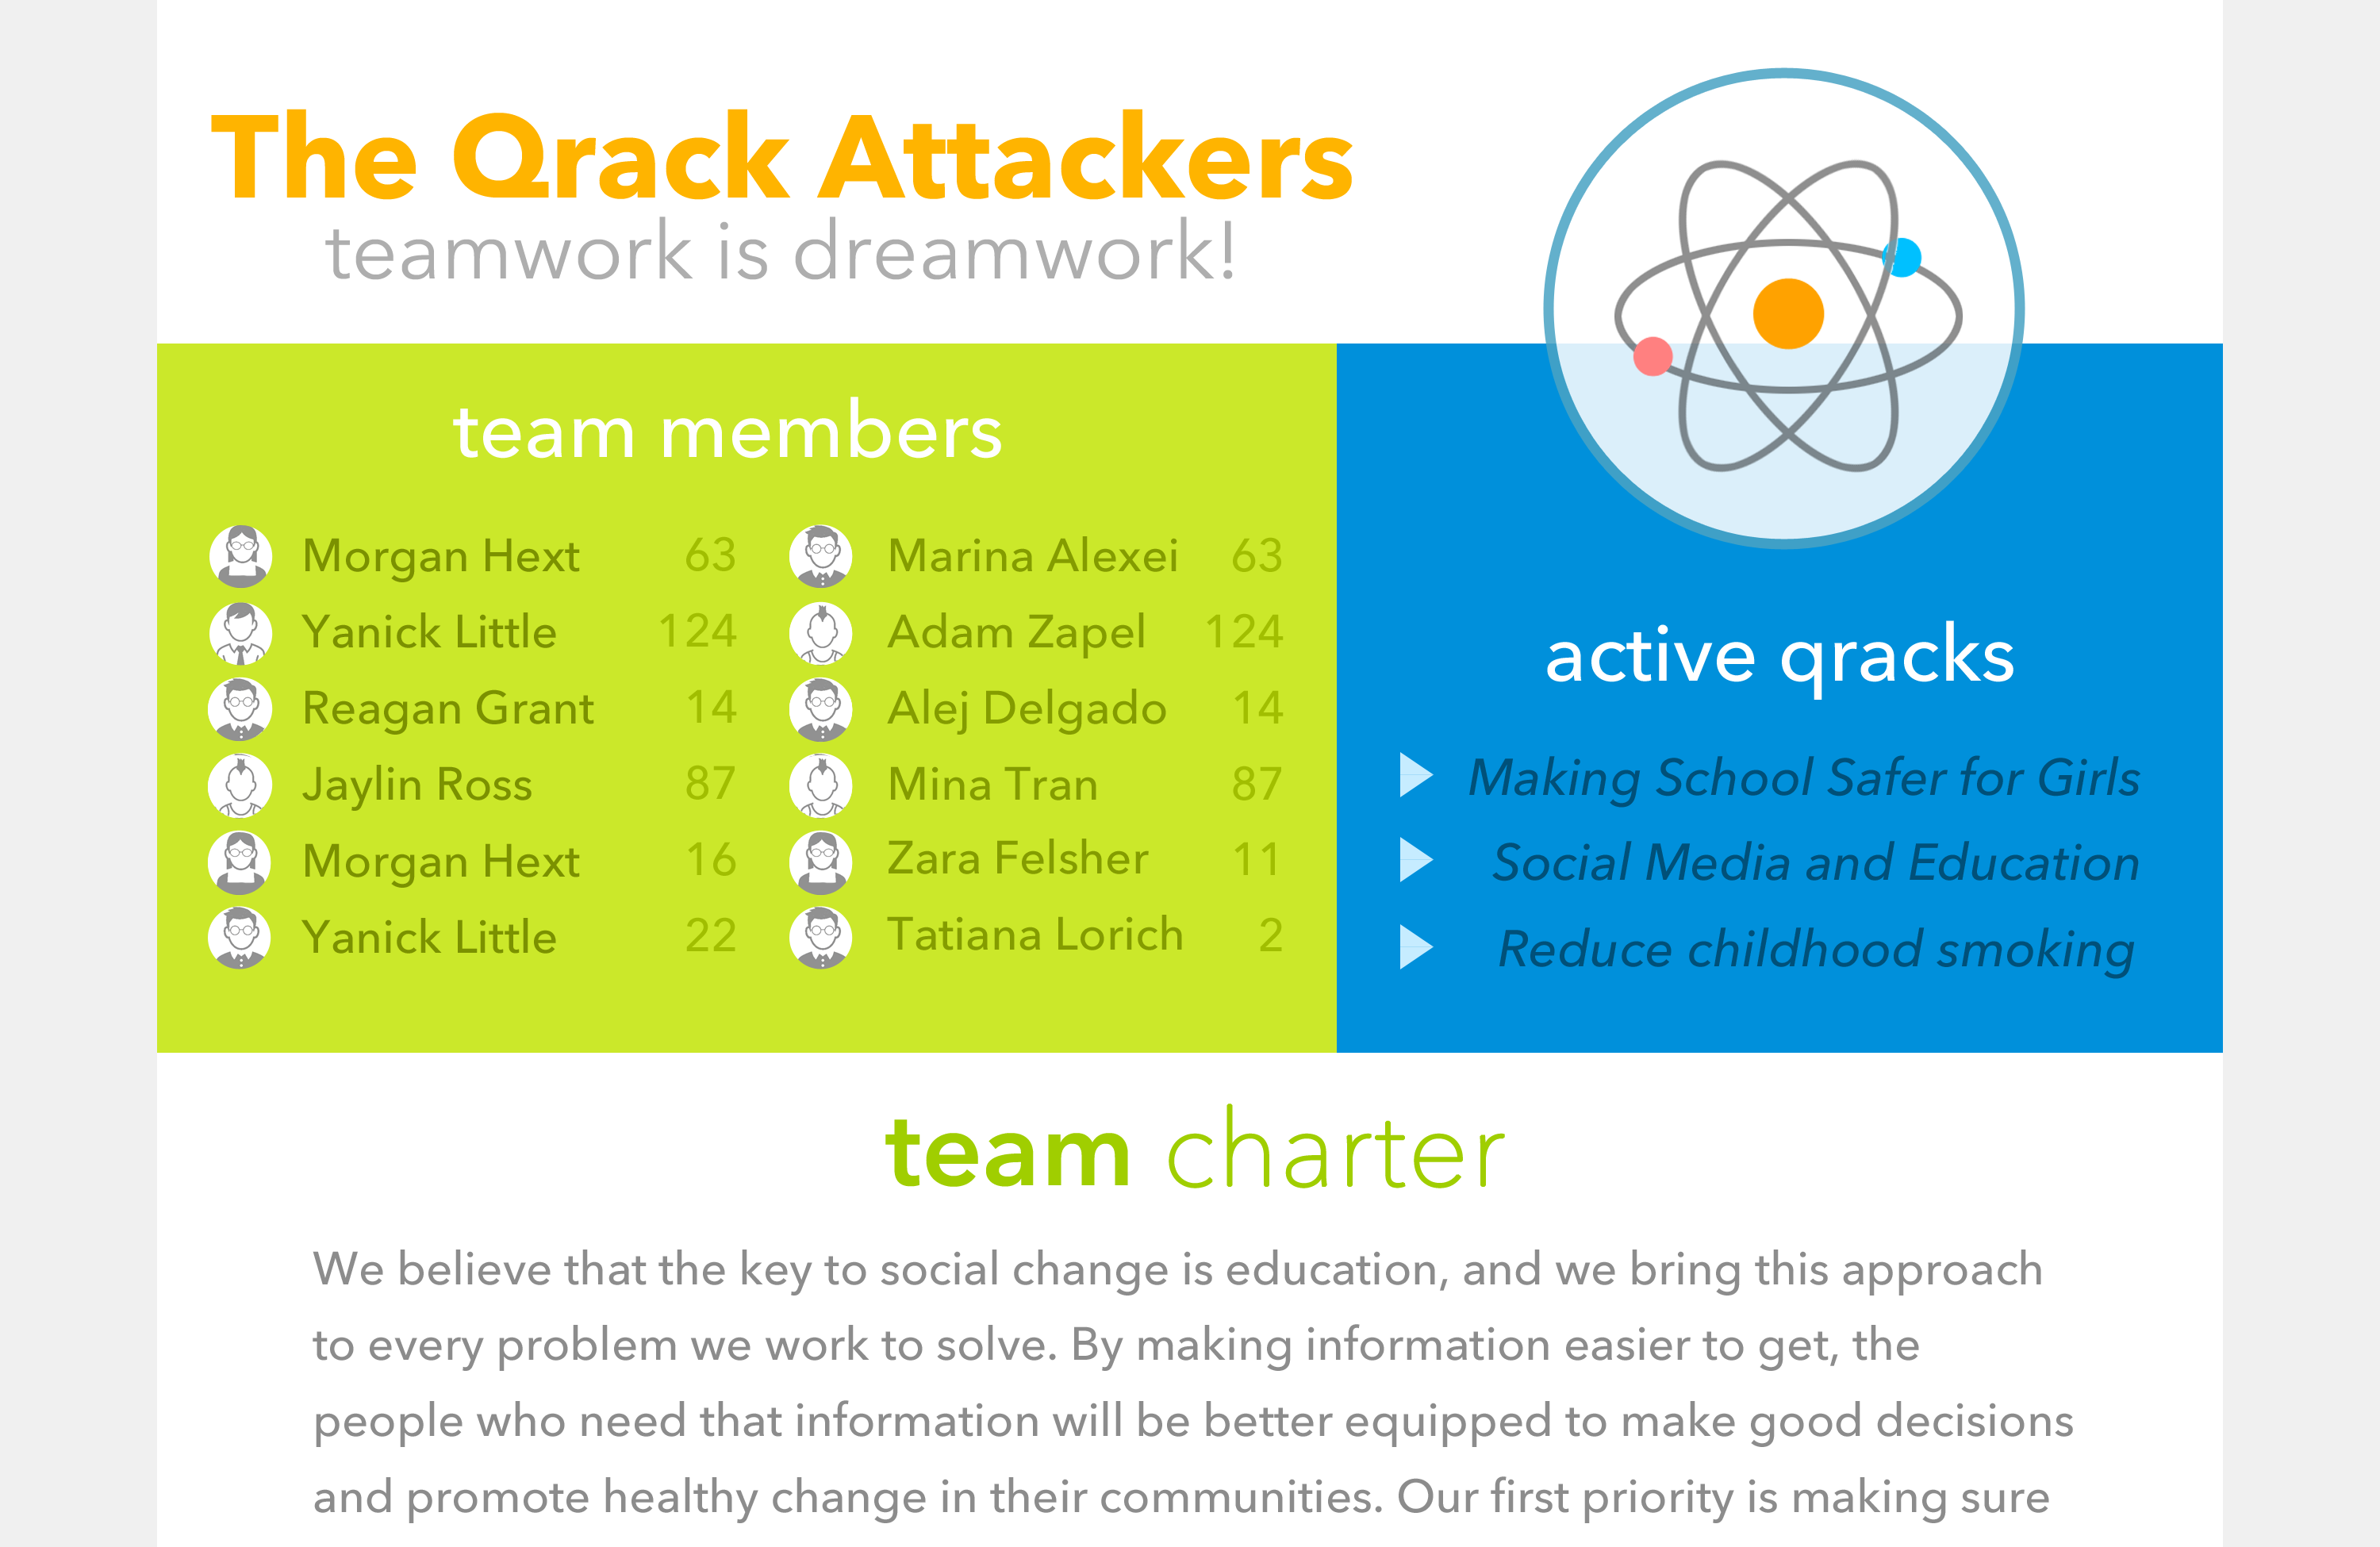 The Qrack Attackers
teamwork is dreamwork!
team members
Morgan Hext 63
Yanick Little 124
Reagan Grant 14
Jaylin Ross 87
Morgan Hext 16
Yanick Little 22
Marina Alexei 63
Adam Zapel 124
Alej Delgado 14
Mina Tran 87
Zara Felsher 11
Tatiana Lorich 2
active qracks
Making School Safer for Girls
Social Media and Education
Reduce childhood smoking
team charter
We believe that the key to social change is education, and we bring this approach
to every problem we work to solve. By making information easier to get, the
people who need that information will be better equipped to make good decisions
and promote healthy change in their communities. Our first priority is making sure